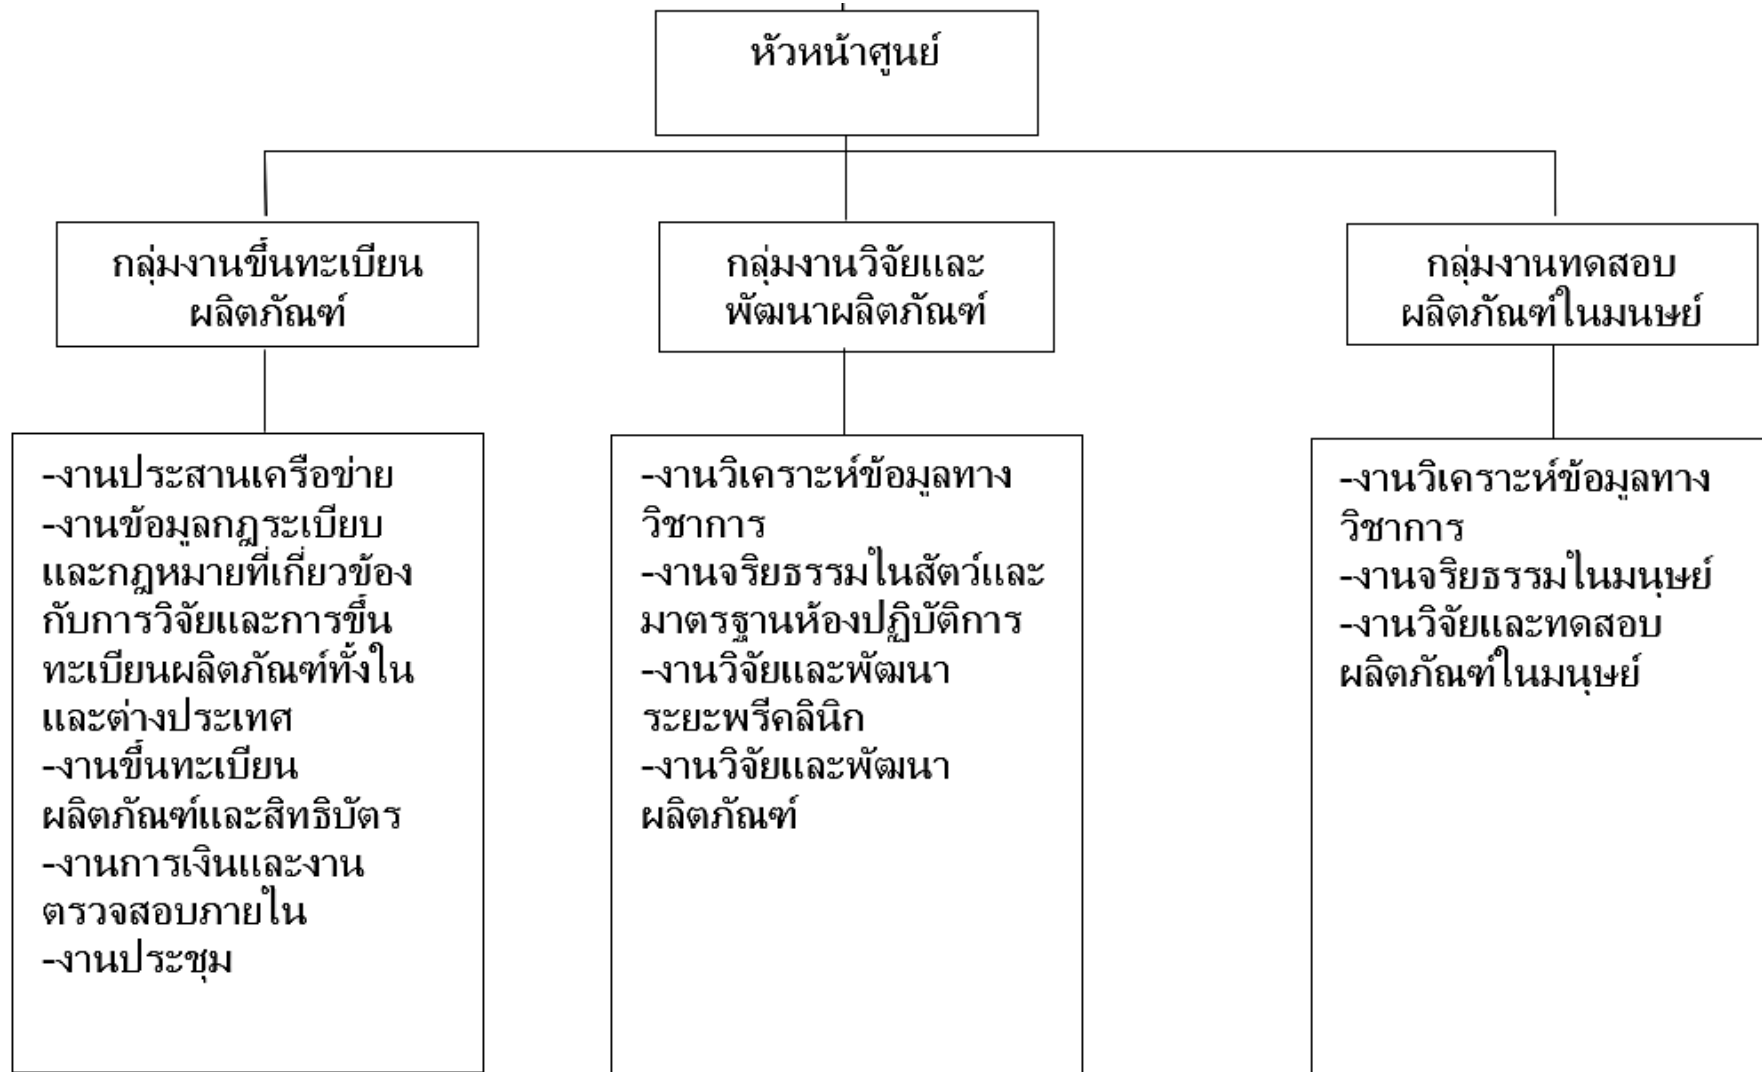 หัวหน้าศูนย์
กลุ่มงานขึ้นทะเบียน
ผลิตภัณฑ์
กลุ่มงานวิจัยและ
พัฒนาผลิตภัณฑ์
กลุ่มงานทดสอบ
ผลิตภัณฑ์ในมนษย์
-งานประสานเครือข่าย
-งานข้อมูลกฎระเบียบ
และกฎหมายที่เกี่ยวข้อง
กับการวิจัยและการขึ้น
ทะเบียนผลิตภัณฑ์ทั้งใน
และต่างประเทศ
-งานขึ้นทะเบียน
ผลิตภัณฑ์และสิทธิบัตร
-งานการเงินและงาน
ตรวจสอบภายใน
-งานประชุม
-งานวิเคราะห์ข้อมูลทาง
วิชาการ
-งานจริยธรรมในสัตว์และ
มาตรฐานห้องปฏิบัติการ
-งานวิจัยและพัฒนา
ระยะพรีคลินิก
-งานวิจัยและพัฒนา
ผลิตภัณฑ์
-งานวิเคราะห์ข้อมูลทาง
วิชาการ
-งานจริยธรรมในมนุษย์
-งานวิจัยและทดสอบ
ผลิตภัณฑ์ในมนุษย์